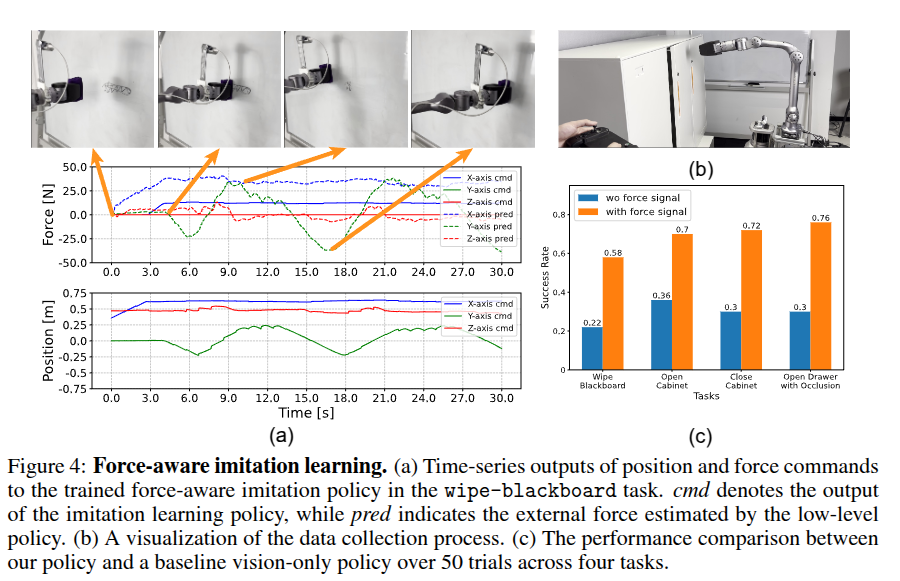 50.0
25.0
0.0
-25.0
-50.0
Force [N]
X-axis cmd
Y-axis cmd
Z-axis cmd
X-axis pred
Y-axis pred
Z-axis pred
0.0 3.0 6.0 9.0 12.0 15.0 18.0 21.0 24.0 27.0 30.0
0.75
0.5
0.25
0.0
-0.25
-0.5
-0.75
Position [m]
X-axis cmd
Y-axis cmd
Z-axis cmd
0.0 3.0 6.0 9.0 12.0 15.0 18.0 21.0 24.0 27.0 30.0
Time [s]
(a)
(b)
wo force signal
with force signal
0.8
0.6
0.4
0.2
0
Success Rate
0.22
0.58
0.36
0.7
0.3
0.72
0.3
0.76
Wipe
Blackboard
Open
Cabinet
Close
Cabinet
Open Drawer
with Occlusion
Tasks
(c)
Figure 4: Force-aware imitation learning. (a) Time-series outputs of position and force commands
to the trained force-aware imitation policy in the wipe-blackboard task. cmd denotes the output
of the imitation learning policy, while pred indicates the external force estimated by the low-level
policy. (b) A visualization of the data collection process. (c) The performance comparison between
our policy and a baseline vision-only policy over 50 trials across four tasks.